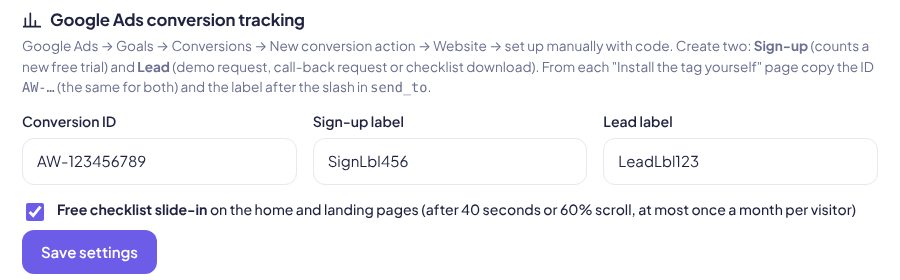 Google Ads conversion tracking
Google Ads → Goals → Conversions → New conversion action → Website → set up manually with code. Create two: Sign-up (counts a
new free trial) and Lead (demo request, call-back request or checklist download). From each "Install the tag yourself" page copy the ID
AW-… (the same for both) and the label after the slash in send_to.
Conversion ID Sign-up label Lead label
AW-123456789 SignLbl456 LeadLbl123
Free checklist slide-in on the home and landing pages (after 40 seconds or 60% scroll, at most once a month per visitor)
Save settings